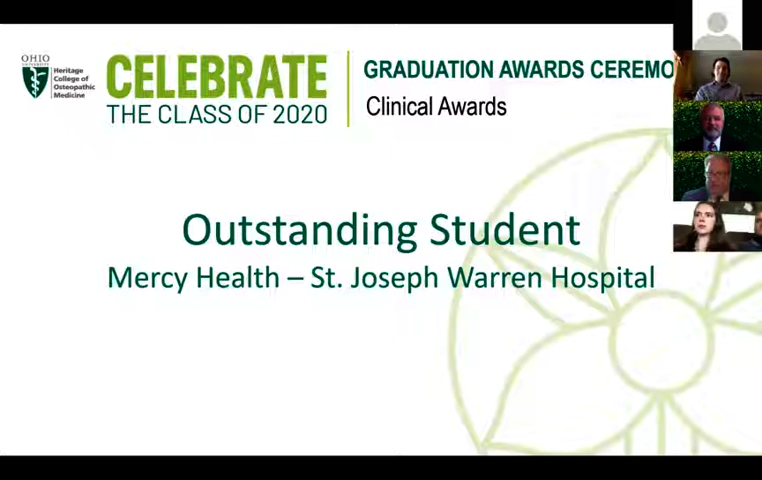 OHIO
UNIVERSITY
Heritage
College of
Osteopathic
Medicine
CELEBRATE
THE CLASS OF 2020
GRADUATION AWARDS CEREMO
Clinical Awards
Outstanding Student
Mercy Health – St. Joseph Warren Hospital